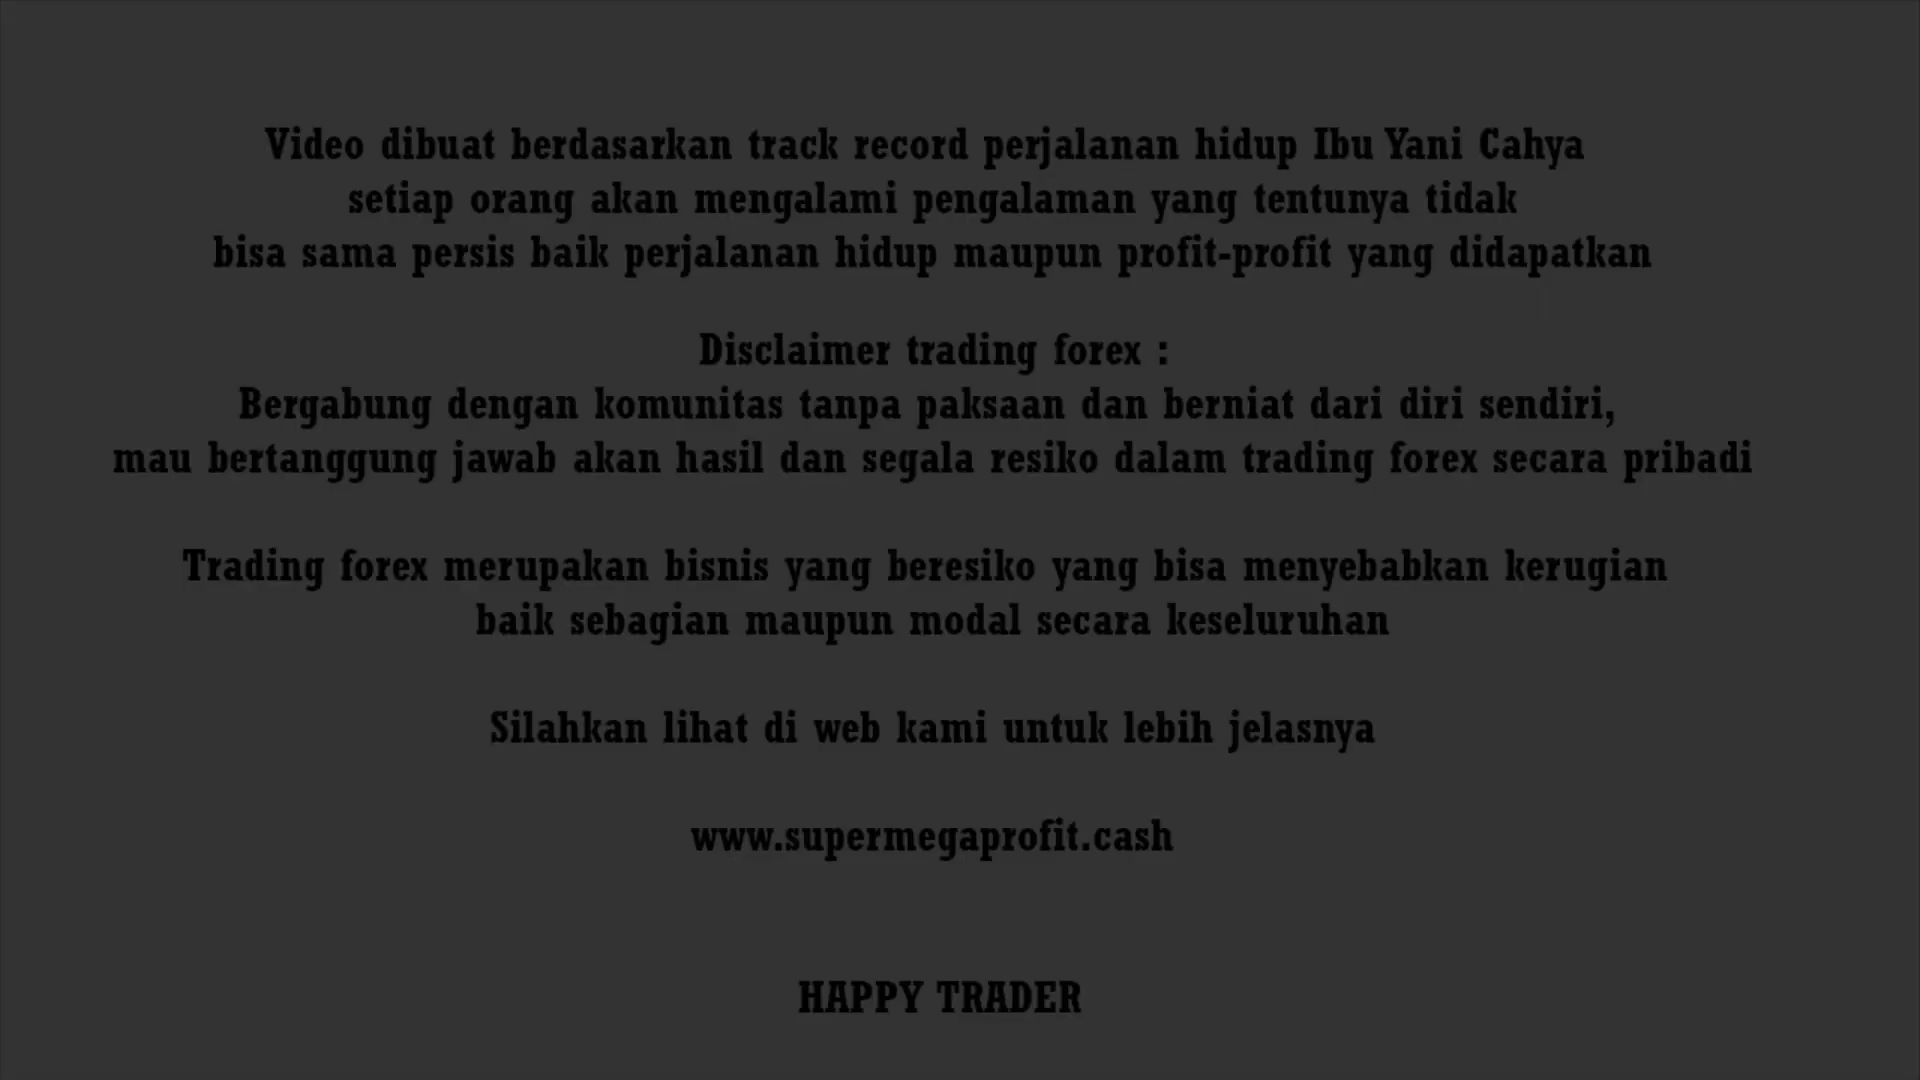 Video dibuat berdasarkan track record perjalanan hidup Ibu Yani Cahya
setiap orang akan mengalami pengalaman yang tentunya tidak
bisa sama persis baik perjalanan hidup maupun profit-profit yang didapatkan
Disclaimer trading forex :
Bergabung dengan komunitas tanpa paksaan dan berniat dari diri sendiri,
mau bertanggung jawab akan hasil dan segala resiko dalam trading forex secara pribadi
Trading forex merupakan bisnis yang beresiko yang bisa menyebabkan kerugian
baik sebagian maupun modal secara keseluruhan
Silahkan lihat di web kami untuk lebih jelasnya
www.supermegaprofit.cash
HAPPY TRADER